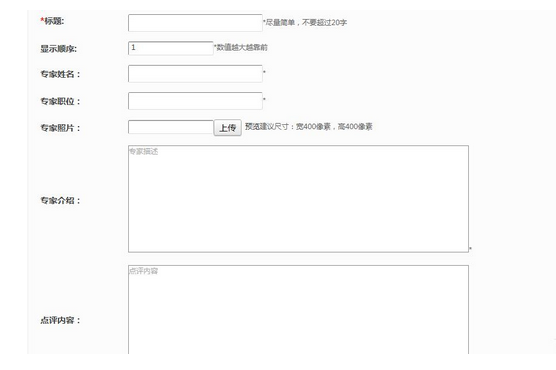 *标题: *尽量简单，不要超过20字
显示顺序: 1 *数值越大越靠前
专家姓名： *
专家职位： *
专家照片： 上传 预览建议尺寸：宽400像素，高400像素
专家描述
专家介绍： *
点评内容
点评内容：